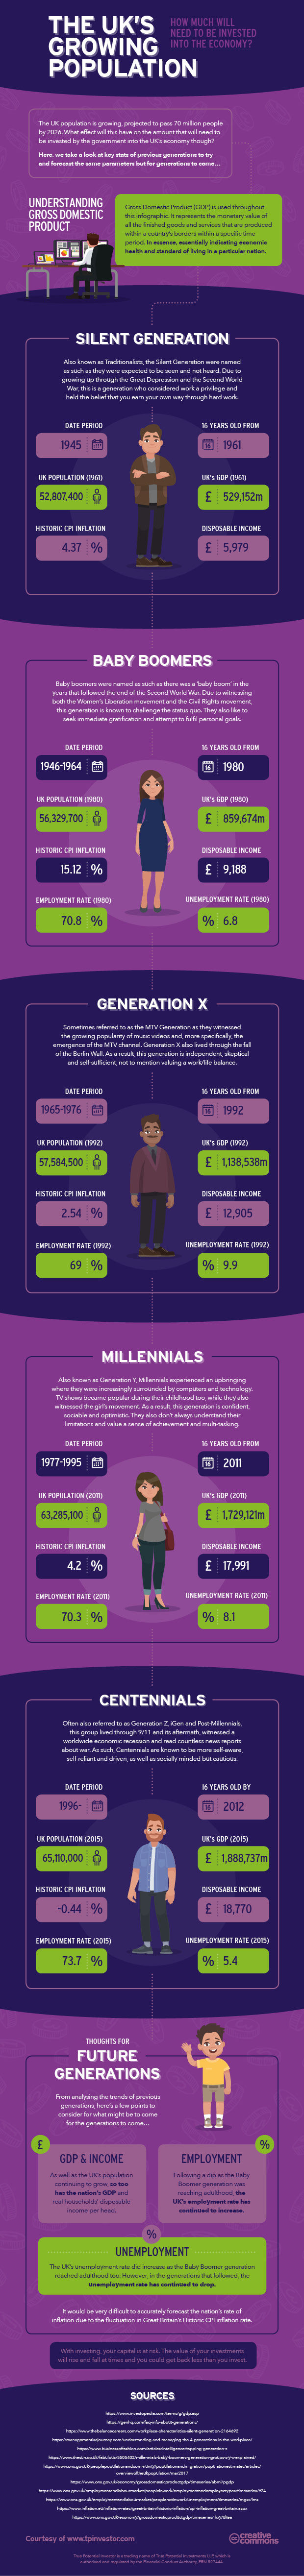 THE UK'S
GROWING
POPULATION
HOW MUCH WILL
NEED TO BE INVESTED
INTO THE ECONOMY?
The UK population is growing, projected to pass 70 million people
by 2026. What effect will this have on the amount that will need to
be invested by the government into the UK's economy though?
Here, we take a look at key stats of previous generations to try
and forecast the same parameters but for generations to come...
UNDERSTANDING
GROSS DOMESTIC
PRODUCT
Gross Domestic Product (GDP) is used throughout
this infographic. It represents the monetary value of
all the finished goods and services that are produced
within a country's borders within a specific time
period. In essence, essentially indicating economic
health and standard of living in a particular nation.
SILENT GENERATION
Also known as Traditionalists, the Silent Generation were named
as such as they were expected to be seen and not heard. Due to
growing up through the Great Depression and the Second World
War, this is a generation who considered work a privilege and
held the belief that you earn your own way through hard work.
DATE PERIOD
1945
16 YEARS OLD FROM
16 1961
UK POPULATION (1961)
52,807,400
UK'S GDP (1961)
£ 529,152m
HISTORIC CPI INFLATION
4.37 %
DISPOSABLE INCOME
£ 5,979
BABY BOOMERS
Baby boomers were named as such as there was a 'baby boom' in the
years that followed the end of the Second World War. Due to witnessing
both the Women's Liberation movement and the Civil Rights movement,
this generation is known to challenge the status quo. They also like to
seek immediate gratification and attempt to fulfil personal goals.
DATE PERIOD
1946-1964
16 YEARS OLD FROM
16 1980
UK POPULATION (1980)
56,329,700
UK'S GDP (1980)
£ 859,674m
HISTORIC CPI INFLATION
15.12 %
DISPOSABLE INCOME
£ 9,188
EMPLOYMENT RATE (1980)
70.8 %
UNEMPLOYMENT RATE (1980)
% 6.8
GENERATION X
Sometimes referred to as the MTV Generation as they witnessed
the growing popularity of music videos and, more specifically, the
emergence of the MTV channel. Generation X also lived through the fall
of the Berlin Wall. As a result, this generation is independent, skeptical
and self-sufficient, not to mention valuing a work/life balance.
DATE PERIOD
1965-1976
16 YEARS OLD FROM
16 1992
UK POPULATION (1992)
57,584,500
UK'S GDP (1992)
£ 1,138,538m
HISTORIC CPI INFLATION
2.54 %
DISPOSABLE INCOME
£ 12,905
EMPLOYMENT RATE (1992)
69 %
UNEMPLOYMENT RATE (1992)
% 9.9
MILLENNIALS
Also known as Generation Y, Millennials experienced an upbringing
where they were increasingly surrounded by computers and technology.
TV shows became popular during their childhood too, while they also
witnessed the girl's movement. As a result, this generation is confident,
sociable and optimistic. They also don't always understand their
limitations and value a sense of achievement and multi-tasking.
DATE PERIOD
1977-1995
16 YEARS OLD FROM
16 2011
UK POPULATION (2011)
63,285,100
UK'S GDP (2011)
£ 1,729,121m
HISTORIC CPI INFLATION
4.2 %
DISPOSABLE INCOME
£ 17,991
EMPLOYMENT RATE (2011)
70.3 %
UNEMPLOYMENT RATE (2011)
% 8.1
CENTENNIALS
Often also referred to as Generation Z, iGen and Post-Millennials,
this group lived through 9/11 and its aftermath, witnessed a
worldwide economic recession and read countless news reports
about war. As such, Centennials are known to be more self-aware,
self-reliant and driven, as well as socially minded but cautious.
DATE PERIOD
1996-
16 YEARS OLD BY
16 2012
UK POPULATION (2015)
65,110,000
UK'S GDP (2015)
£ 1,888,737m
HISTORIC CPI INFLATION
-0.44 %
DISPOSABLE INCOME
£ 18,770
EMPLOYMENT RATE (2015)
73.7 %
UNEMPLOYMENT RATE (2015)
% 5.4
THOUGHTS FOR
FUTURE
GENERATIONS
From analysing the trends of previous
generations, here's a few points to
consider for what might be to come
for the generations to come...
£
GDP & INCOME
As well as the UK's population
continuing to grow, so too
has the nation's GDP and
real households' disposable
income per head.
%
EMPLOYMENT
Following a dip as the Baby
Boomer generation was
reaching adulthood, the
UK's employment rate has
continued to increase.
%
UNEMPLOYMENT
The UK's unemployment rate did increase as the Baby Boomer generation
reached adulthood too. However, in the generations that followed, the
unemployment rate has continued to drop.
It would be very difficult to accurately forecast the nation's rate of
inflation due to the fluctuation in Great Britain's Historic CPI inflation rate.
With investing, your capital is at risk. The value of your investments
will rise and fall at times and you could get back less than you invest.
SOURCES
https://www.investopedia.com/terms/g/gdp.asp
Courtesy of www.tpinvestor.com
cc creative
commons